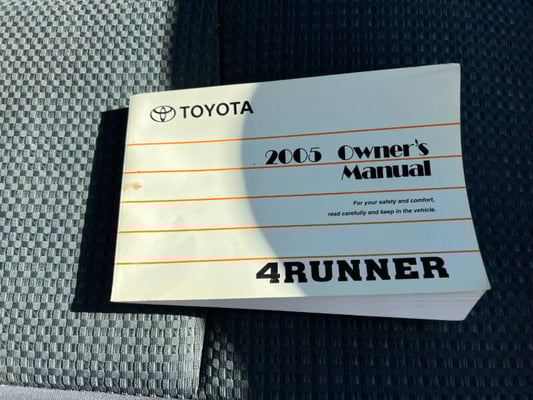 TOYOTA
2005 Owner's
Manual
For your safety and comfort,
read carefully and keep in the vehicle.
4RUNNER